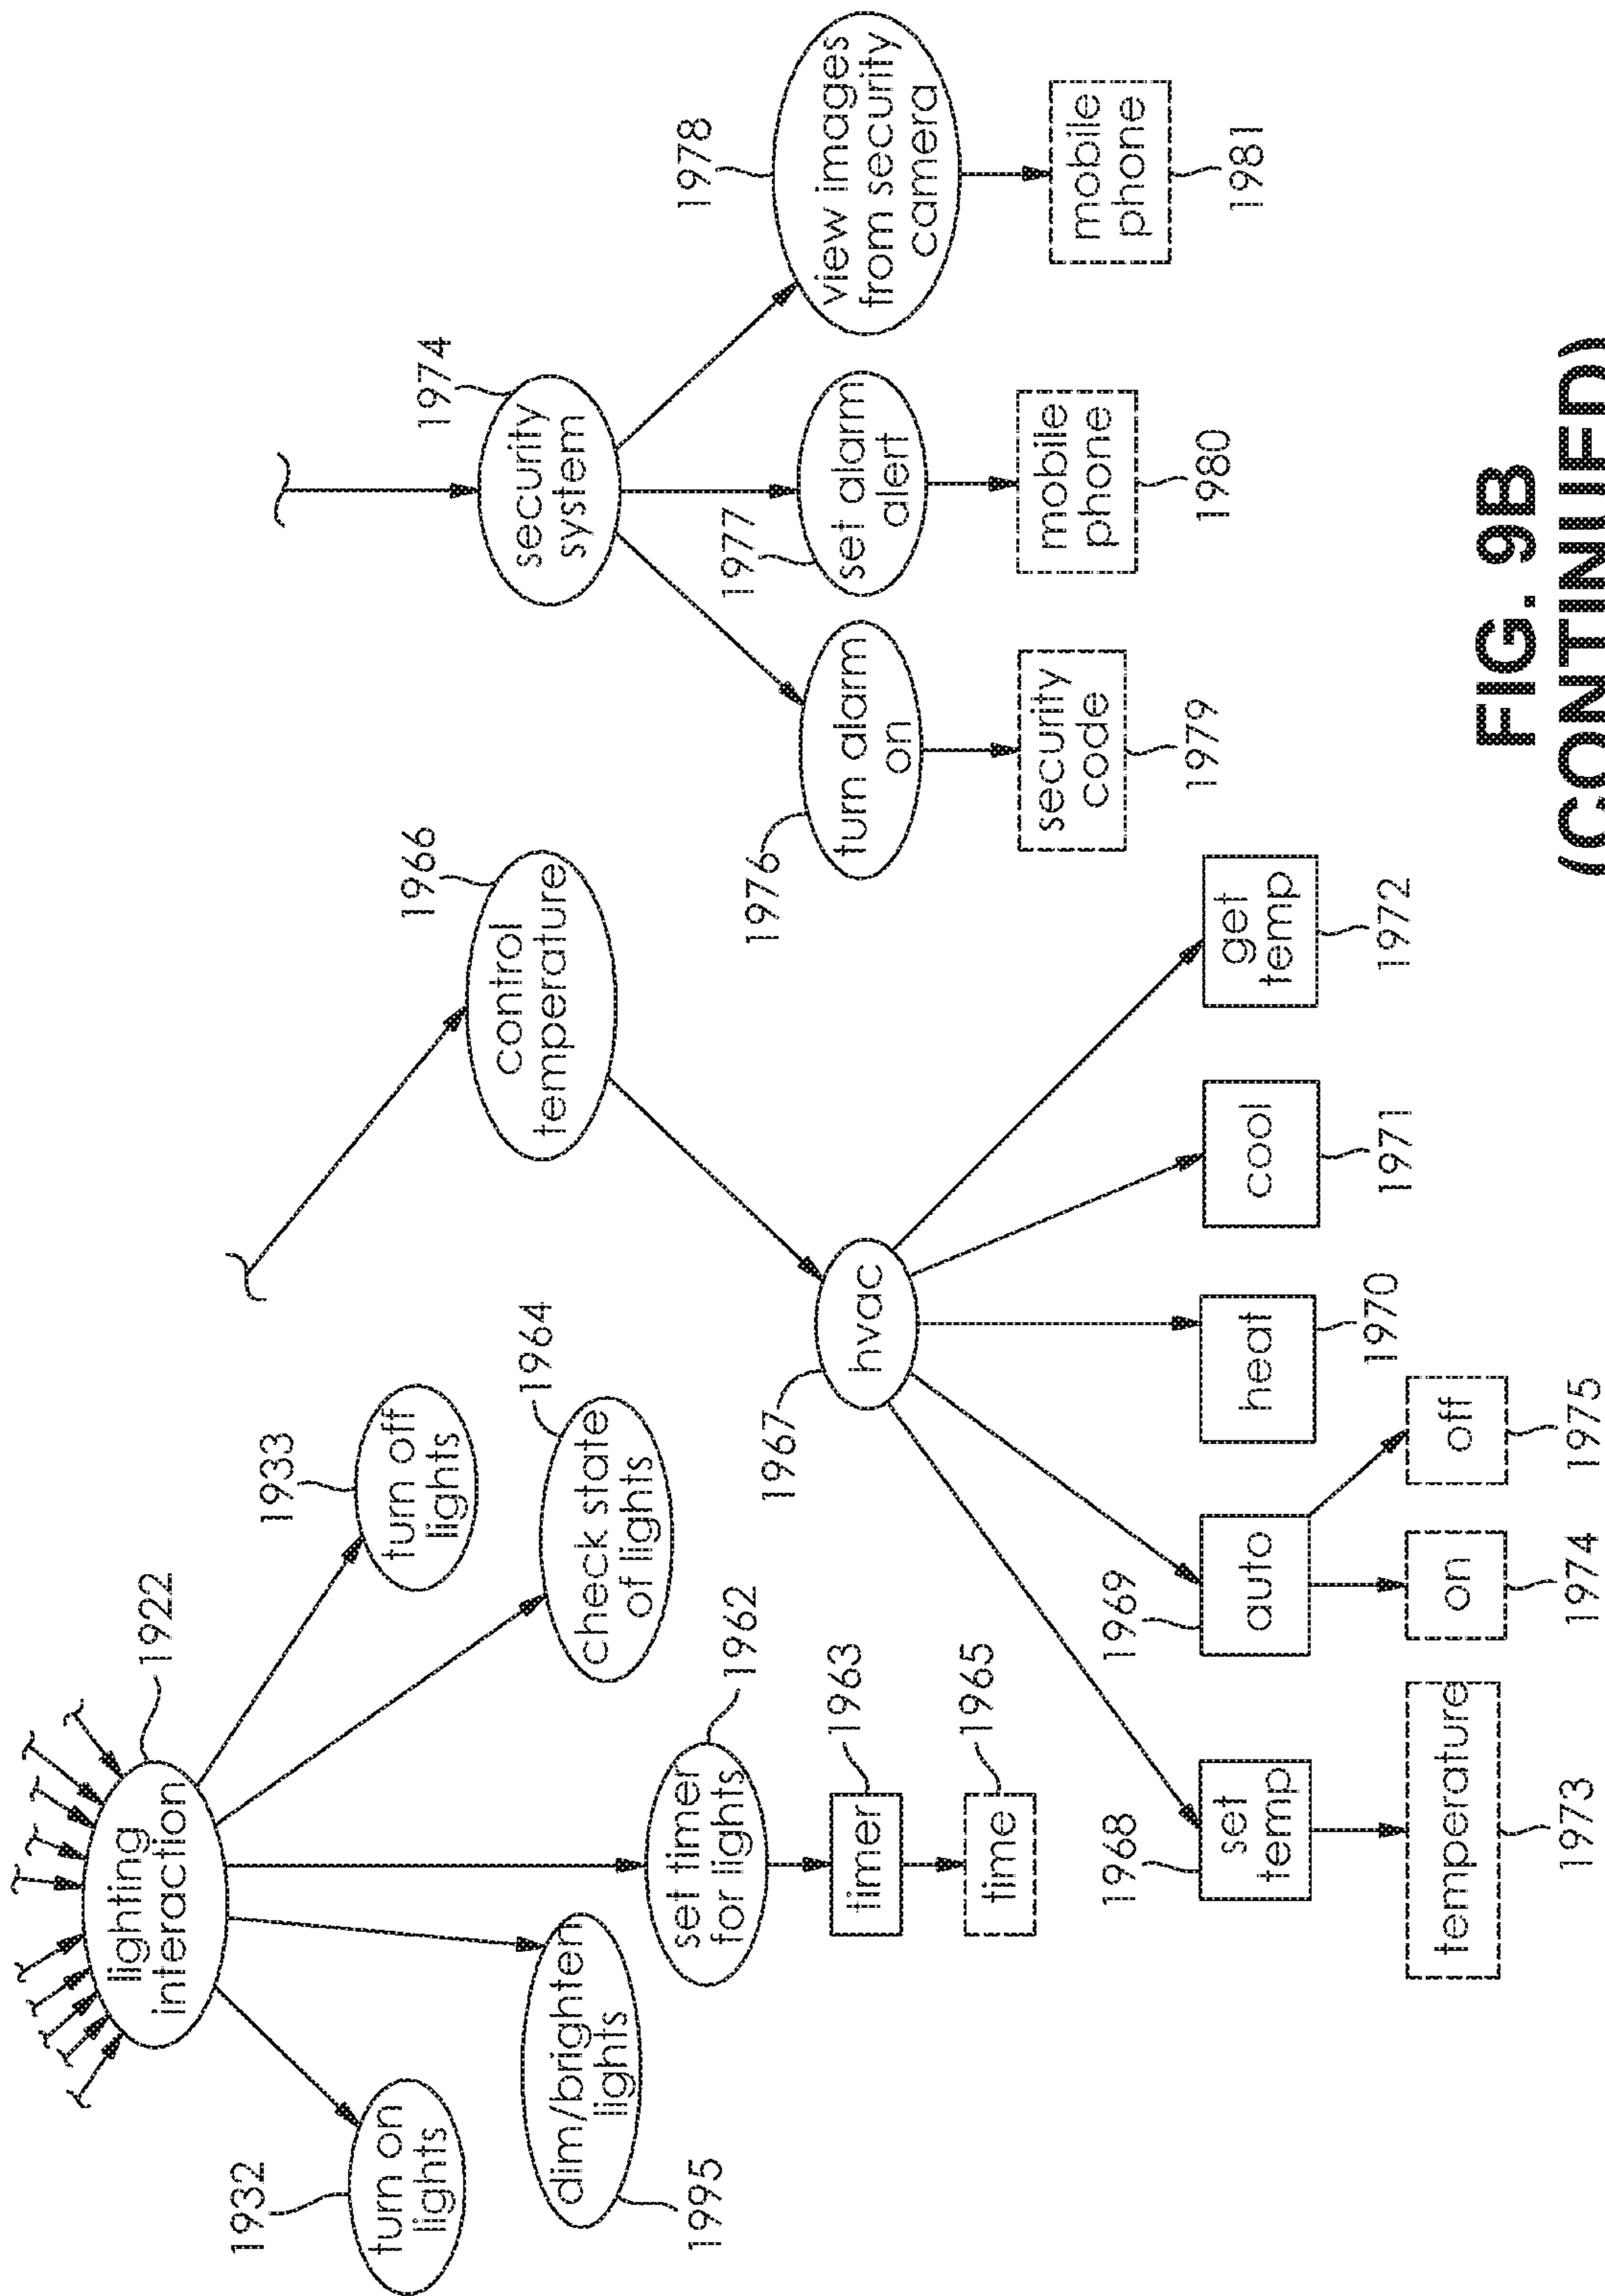 1922
lighting
interaction
1932
turn on
lights
1995
dim/brighten
lights
1933
turn off
lights
1964
check state
of lights
1962
set timer
for lights
1963
timer
1965
time
1966
control
temperature
1967
hvac
1968
set
temp
1969
auto
heat
1970
cool
1971
get
temp
1972
temperature
1973
on
1974
off
1975
1974
security
system
1976
turn alarm
on
1977
set alarm
alert
1978
view images
from security
camera
security
code
1979
mobile
phone
1980
mobile
phone
1981
FIG. 9B
(CONTINUED)